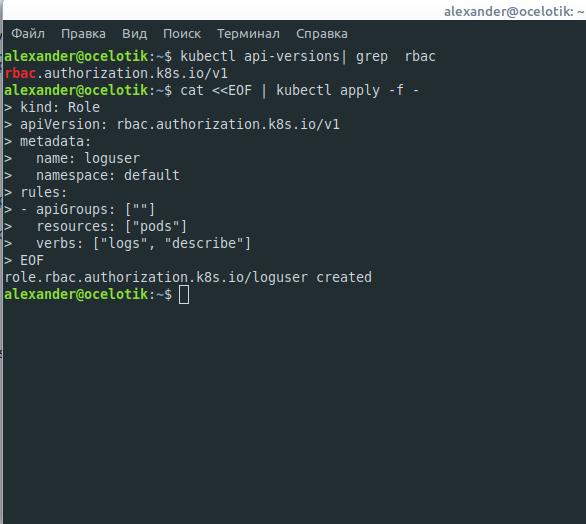 alexander@ocelotik: ~
Файл Правка Вид Поиск Терминал Справка
alexander@ocelotik:~$ kubectl api-versions| grep  rbac
rbac.authorization.k8s.io/v1
alexander@ocelotik:~$ cat <<EOF | kubectl apply -f -
> kind: Role
> apiVersion: rbac.authorization.k8s.io/v1
> metadata:
>   name: loguser
>   namespace: default
> rules:
> - apiGroups: [""]
>   resources: ["pods"]
>   verbs: ["logs", "describe"]
> EOF
role.rbac.authorization.k8s.io/loguser created
alexander@ocelotik:~$